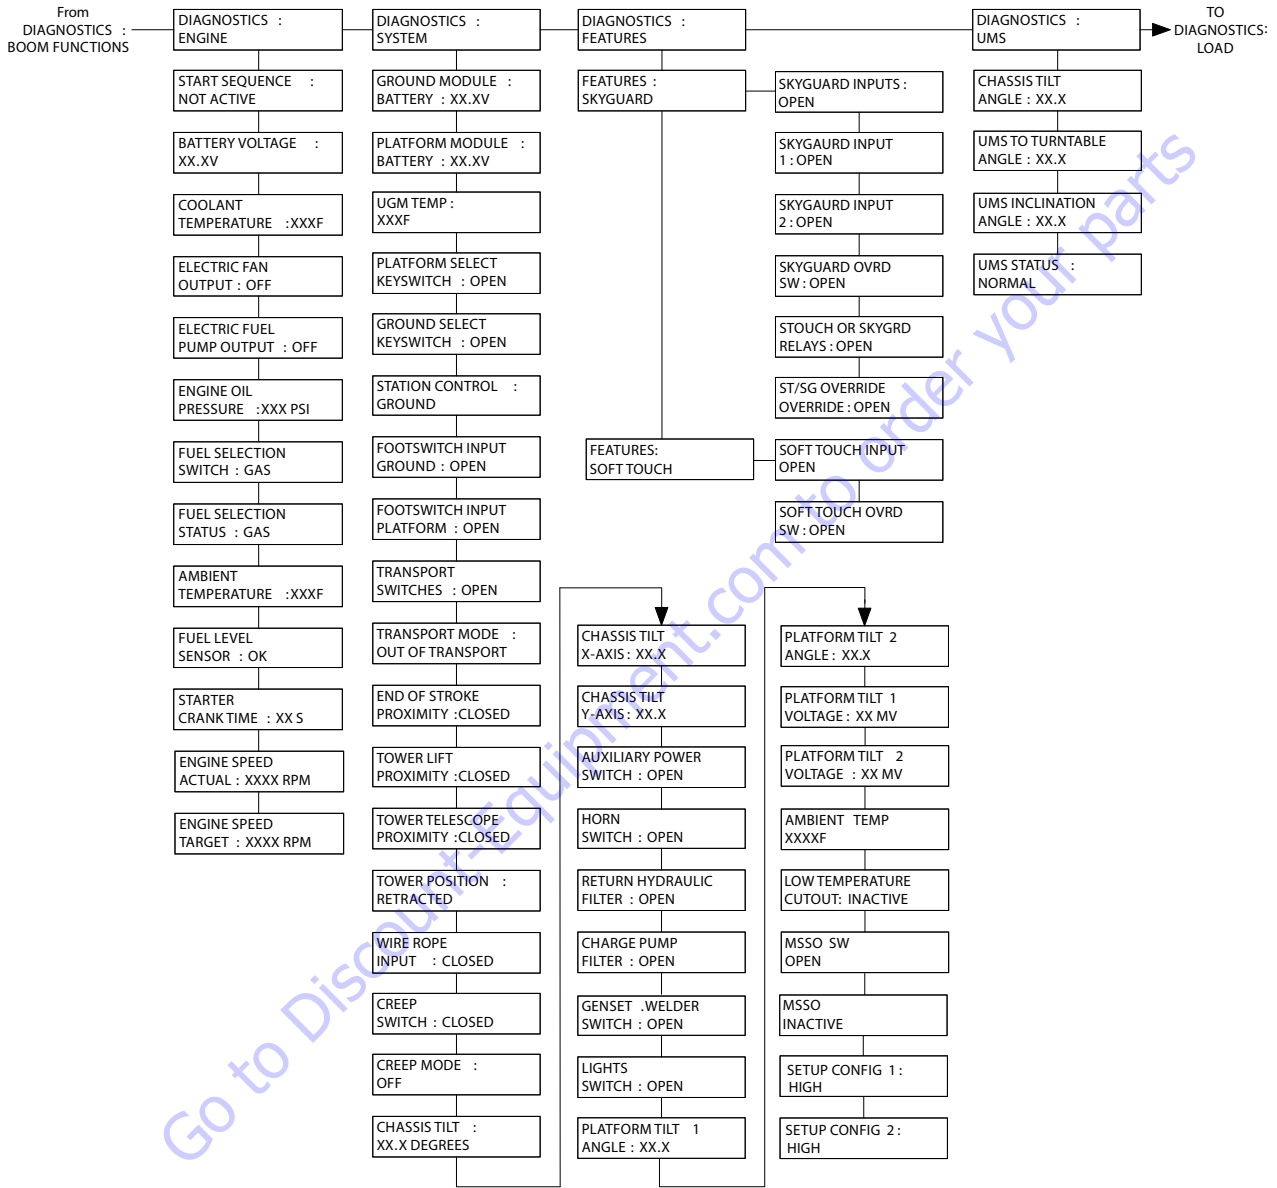 From
DIAGNOSTICS :
BOOM FUNCTIONS
DIAGNOSTICS :
ENGINE
DIAGNOSTICS :
SYSTEM
DIAGNOSTICS :
FEATURES
DIAGNOSTICS :
UMS
TO
DIAGNOSTICS:
LOAD
START SEQUENCE :
NOT ACTIVE
BATTERY VOLTAGE :
XX.XV
COOLANT
TEMPERATURE :XXXF
ELECTRIC FAN
OUTPUT : OFF
ELECTRIC FUEL
PUMP OUTPUT : OFF
ENGINE OIL
PRESSURE :XXX PSI
FUEL SELECTION
SWITCH : GAS
FUEL SELECTION
STATUS : GAS
AMBIENT
TEMPERATURE :XXXF
FUEL LEVEL
SENSOR : OK
STARTER
CRANK TIME : XX S
ENGINE SPEED
ACTUAL : XXXX RPM
ENGINE SPEED
TARGET : XXXX RPM
GROUND MODULE :
BATTERY : XX.XV
PLATFORM MODULE :
BATTERY : XX.XV
UGM TEMP :
XXXF
PLATFORM SELECT
KEYSWITCH : OPEN
GROUND SELECT
KEYSWITCH : OPEN
STATION CONTROL :
GROUND
FOOTSWITCH INPUT
GROUND : OPEN
FOOTSWITCH INPUT
PLATFORM : OPEN
TRANSPORT
SWITCHES : OPEN
TRANSPORT MODE :
OUT OF TRANSPORT
END OF STROKE
PROXIMITY :CLOSED
TOWER LIFT
PROXIMITY :CLOSED
TOWER TELESCOPE
PROXIMITY :CLOSED
TOWER POSITION :
RETRACTED
WIRE ROPE
INPUT : CLOSED
CREEP
SWITCH : CLOSED
CREEP MODE :
OFF
CHASSIS TILT :
XX.X DEGREES
FEATURES :
SKYGUARD
SKYGUARD INPUTS :
OPEN
SKYGAURD INPUT
1 : OPEN
SKYGAURD INPUT
2 : OPEN
SKYGUARD OVRD
SW : OPEN
STOUCH OR SKYGRD
RELAYS : OPEN
ST/SG OVERRIDE
OVERRIDE : OPEN
FEATURES:
SOFT TOUCH
SOFT TOUCH INPUT
OPEN
SOFT TOUCH OVRD
SW : OPEN
CHASSIS TILT
X-AXIS : XX.X
CHASSIS TILT
Y-AXIS : XX.X
AUXILIARY POWER
SWITCH : OPEN
HORN
SWITCH : OPEN
RETURN HYDRAULIC
FILTER : OPEN
CHARGE PUMP
FILTER : OPEN
GENSET .WELDER
SWITCH : OPEN
LIGHTS
SWITCH : OPEN
PLATFORM TILT 1
ANGLE : XX.X
PLATFORM TILT 2
ANGLE : XX.X
PLATFORM TILT 1
VOLTAGE : XX MV
PLATFORM TILT 2
VOLTAGE : XX MV
AMBIENT TEMP
XXXXF
LOW TEMPERATURE
CUTOUT: INACTIVE
MSSO SW
OPEN
MSSO
INACTIVE
SETUP CONFIG 1 :
HIGH
SETUP CONFIG 2 :
HIGH
CHASSIS TILT
ANGLE : XX.X
UMS TO TURNTABLE
ANGLE : XX.X
UMS INCLINATION
ANGLE : XX.X
UMS STATUS :
NORMAL
Go to Discount-Equipment.com to order your parts